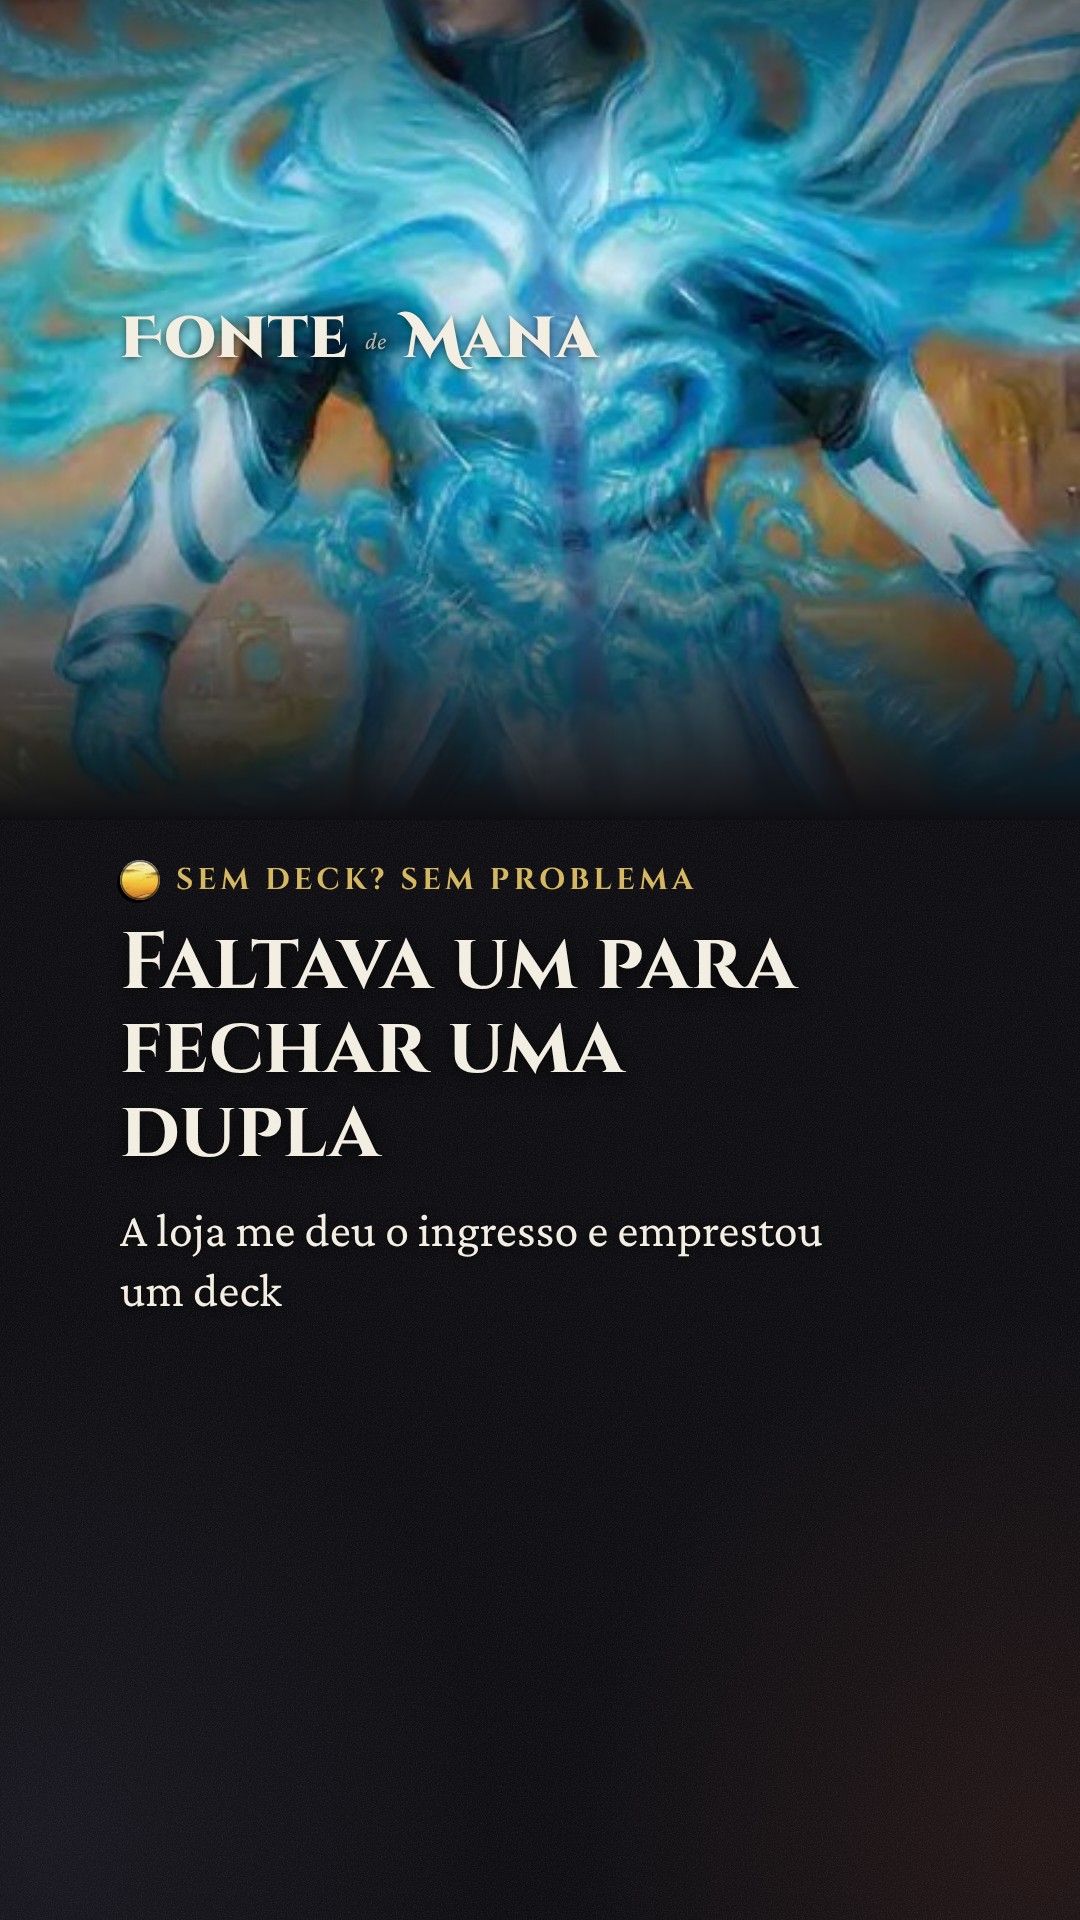 Fonte de Mana
SEM DECK? SEM PROBLEMA
Faltava um para
fechar uma
dupla
A loja me deu o ingresso e emprestou
um deck